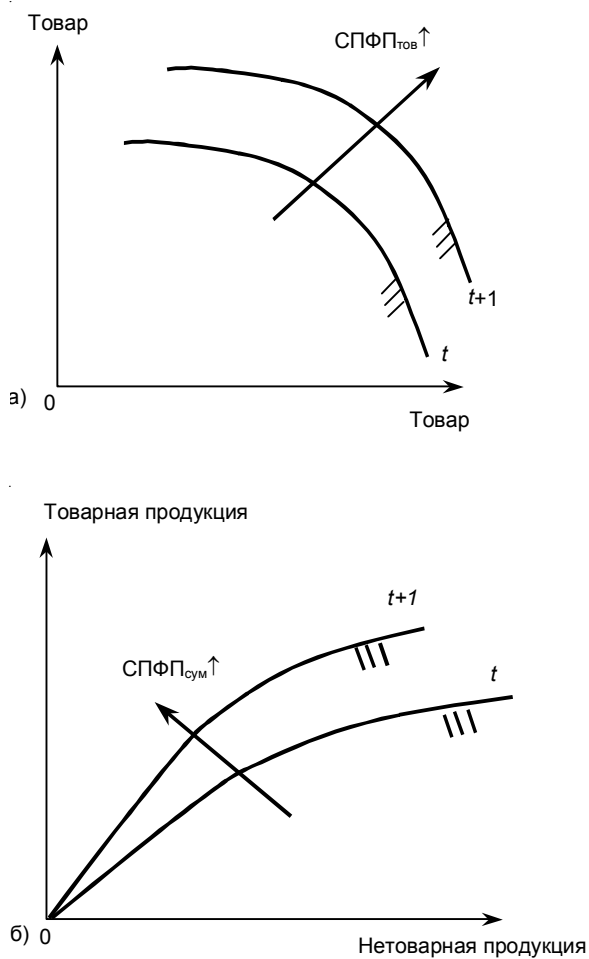 Товар
СПФПтов↑
t+1
t
а) 0
Товар
Товарная продукция
t+1
СПФПсум↑
t
б) 0
Нетоварная продукция